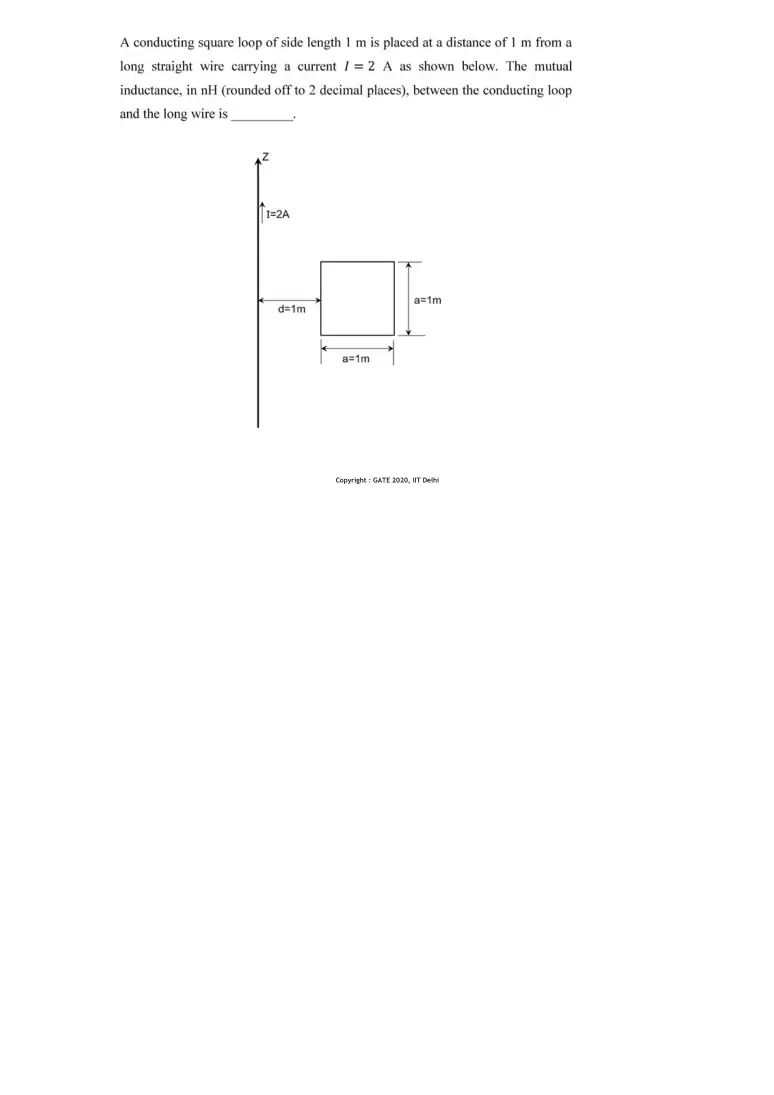 A conducting square loop of side length 1 m is placed at a distance of 1 m from a
long straight wire carrying a current I = 2 A as shown below. The mutual
inductance, in nH (rounded off to 2 decimal places), between the conducting loop
and the long wire is __________.
Z
I=2A
d=1m
a=1m
a=1m
Copyright : GATE 2020, IIT Delhi